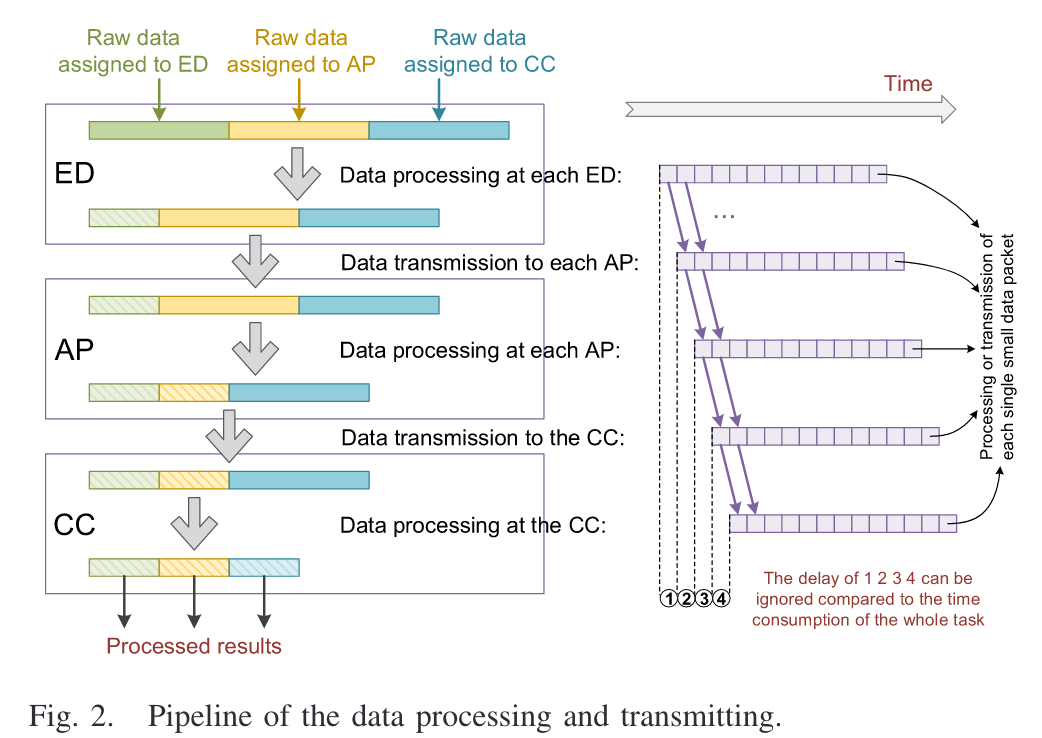 Raw data
assigned to ED
Raw data
assigned to AP
Raw data
assigned to CC
Time
ED
Data processing at each ED:
...
Data transmission to each AP:
AP
Data processing at each AP:
Data transmission to the CC:
CC
Data processing at the CC:
Processing or transmission of
each single small data packet
1 2 3 4
The delay of 1 2 3 4 can be
ignored compared to the time
consumption of the whole task
Processed results
Fig. 2. Pipeline of the data processing and transmitting.